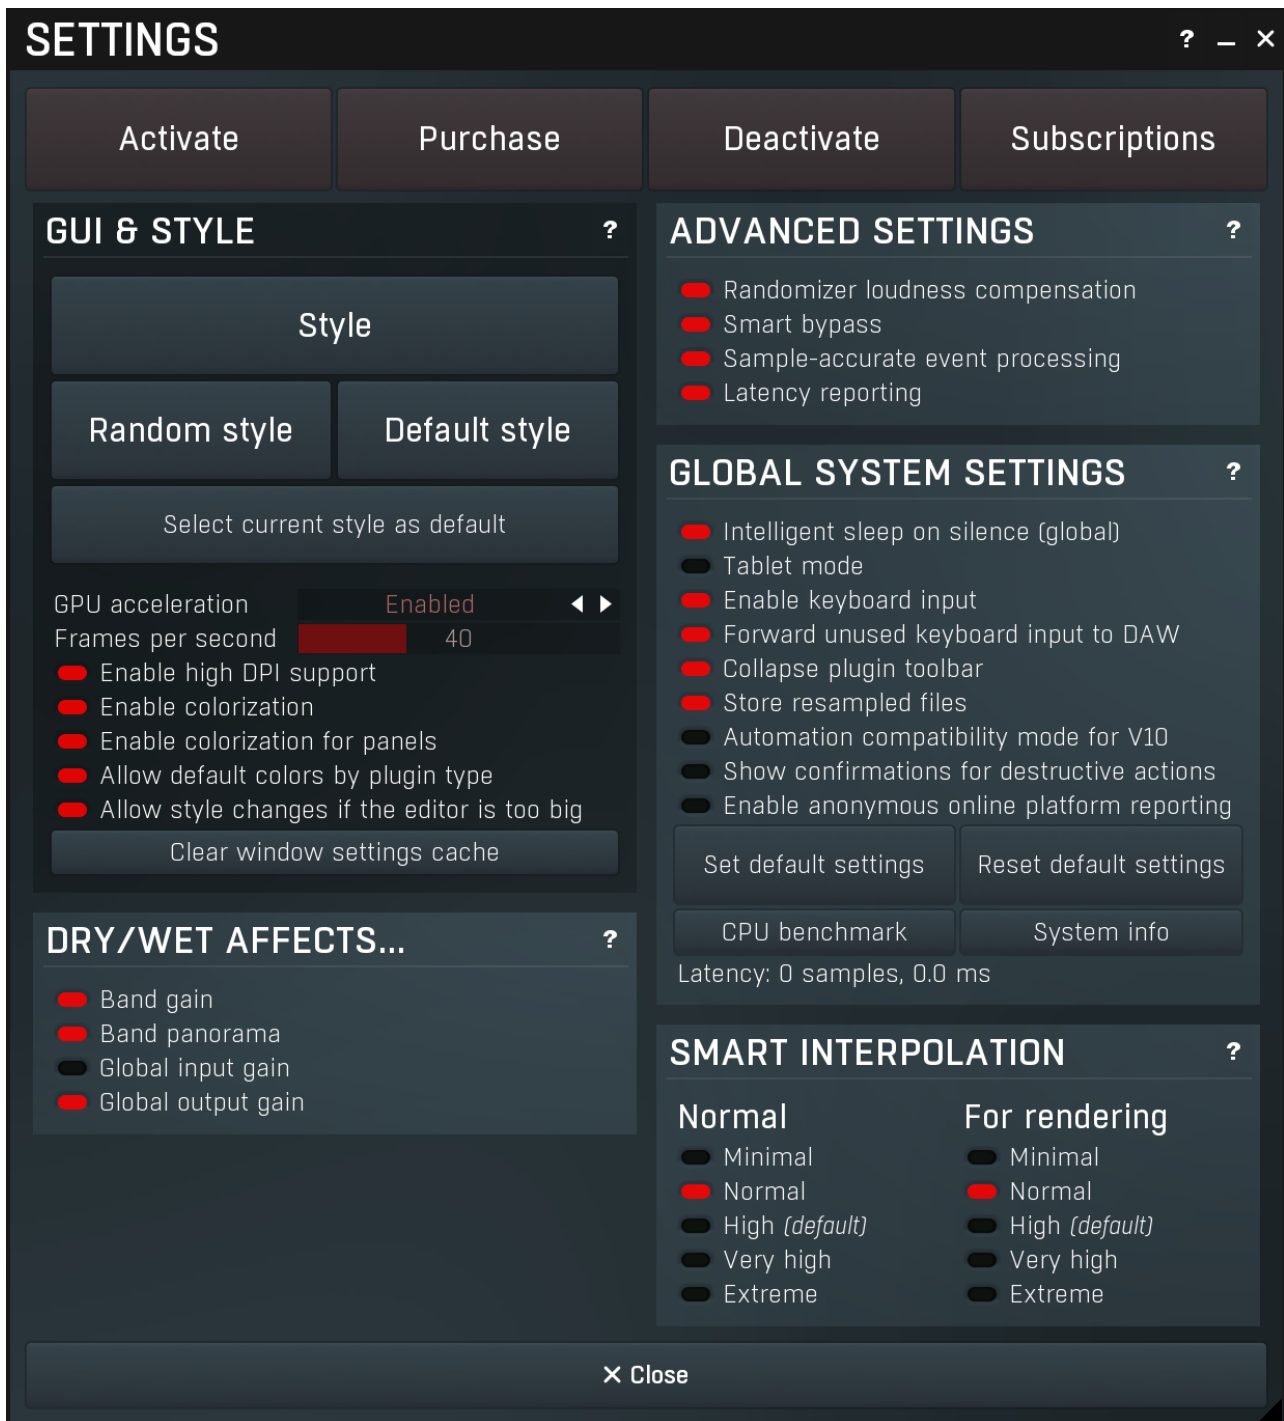 SETTINGS
? _ ×
Activate
Purchase
Deactivate
Subscriptions
GUI & STYLE ?
Style
Random style
Default style
Select current style as default
GPU acceleration Enabled
Frames per second 40
Enable high DPI support
Enable colorization
Enable colorization for panels
Allow default colors by plugin type
Allow style changes if the editor is too big
Clear window settings cache
DRY/WET AFFECTS... ?
Band gain
Band panorama
Global input gain
Global output gain
ADVANCED SETTINGS ?
Randomizer loudness compensation
Smart bypass
Sample-accurate event processing
Latency reporting
GLOBAL SYSTEM SETTINGS ?
Intelligent sleep on silence (global)
Tablet mode
Enable keyboard input
Forward unused keyboard input to DAW
Collapse plugin toolbar
Store resampled files
Automation compatibility mode for V10
Show confirmations for destructive actions
Enable anonymous online platform reporting
Set default settings
Reset default settings
CPU benchmark
System info
Latency: 0 samples, 0.0 ms
SMART INTERPOLATION ?
Normal
Minimal
Normal
High (default)
Very high
Extreme
For rendering
Minimal
Normal
High (default)
Very high
Extreme
× Close